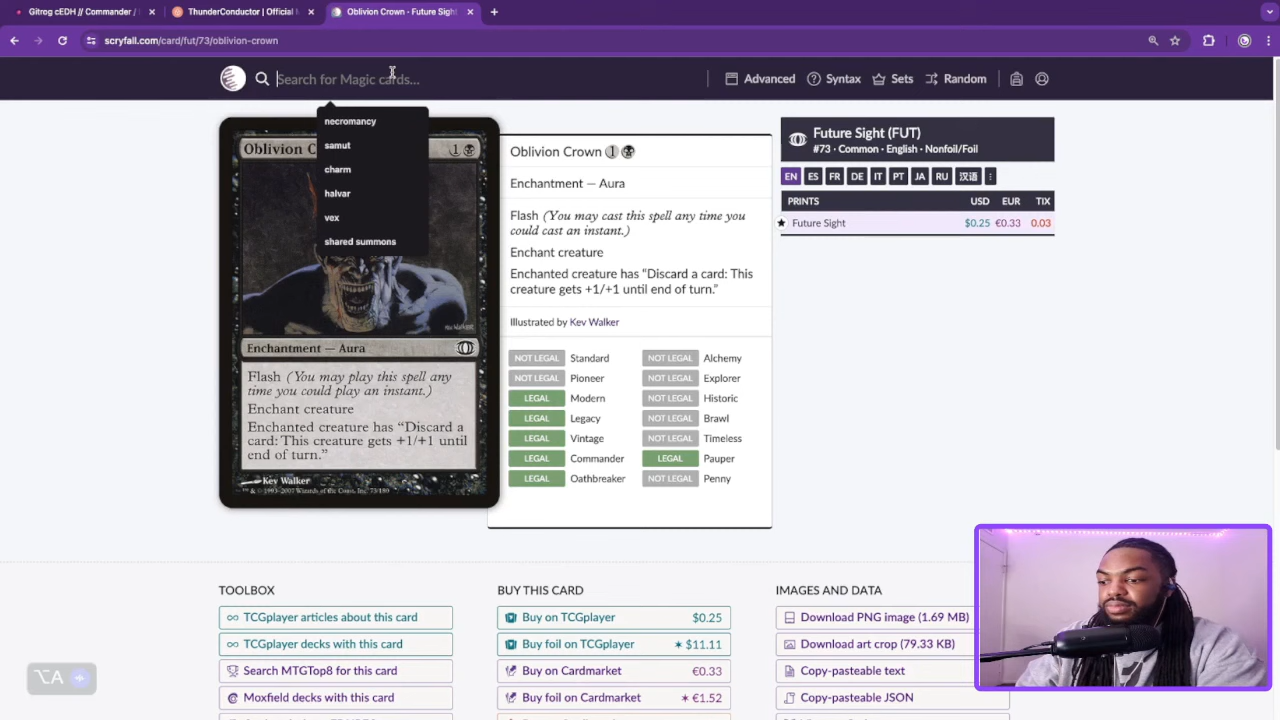 Gitrog cEDH // Commander /
ThunderConductor | Official
Oblivion Crown · Future Sight
scryfall.com/card/fut/73/oblivion-crown
Search for Magic cards...
Advanced
Syntax
Sets
Random
necromancy
samut
charm
halvar
vex
shared summons
Oblivion C
1
Enchantment — Aura
Flash (You may play this spell any
time you could play an instant.)
Enchant creature
Enchanted creature has “Discard a
card: This creature gets +1/+1 until
end of turn.”
Kev Walker
™ & © 1993–2007 Wizards of the Coast, Inc. 73/180
Oblivion Crown 1
Enchantment — Aura
Flash (You may cast this spell any time you
could cast an instant.)
Enchant creature
Enchanted creature has “Discard a card: This
creature gets +1/+1 until end of turn.”
Illustrated by Kev Walker
NOT LEGAL Standard NOT LEGAL Alchemy
NOT LEGAL Pioneer NOT LEGAL Explorer
LEGAL Modern NOT LEGAL Historic
LEGAL Legacy NOT LEGAL Brawl
LEGAL Vintage NOT LEGAL Timeless
LEGAL Commander LEGAL Pauper
LEGAL Oathbreaker NOT LEGAL Penny
Future Sight (FUT)
#73 · Common · English · Nonfoil/Foil
EN ES FR DE IT PT JA RU 汉语
PRINTS USD EUR TIX
Future Sight $0.25 €0.33 0.03
TOOLBOX
TCGplayer articles about this card
TCGplayer decks with this card
Search MTGTop8 for this card
Moxfield decks with this card
BUY THIS CARD
Buy on TCGplayer $0.25
Buy foil on TCGplayer ✶ $11.11
Buy on Cardmarket €0.33
Buy foil on Cardmarket ✶ €1.52
IMAGES AND DATA
Download PNG image (1.69 MB)
Download art crop (79.33 KB)
Copy-pasteable text
Copy-pasteable JSON
⌥A